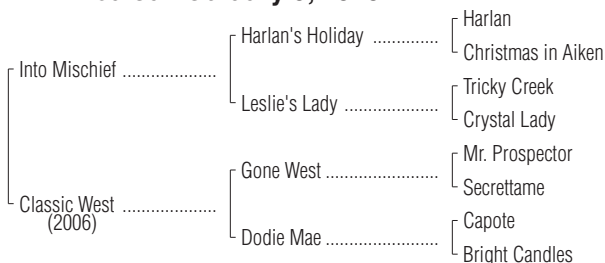 Harlan
Harlan's Holiday ..............
Christmas in Aiken
Into Mischief ....................
Tricky Creek
Leslie's Lady ....................
Crystal Lady
Mr. Prospector
Gone West ........................
Secrettame
Classic West ....................
(2006)
Capote
Dodie Mae ........................
Bright Candles